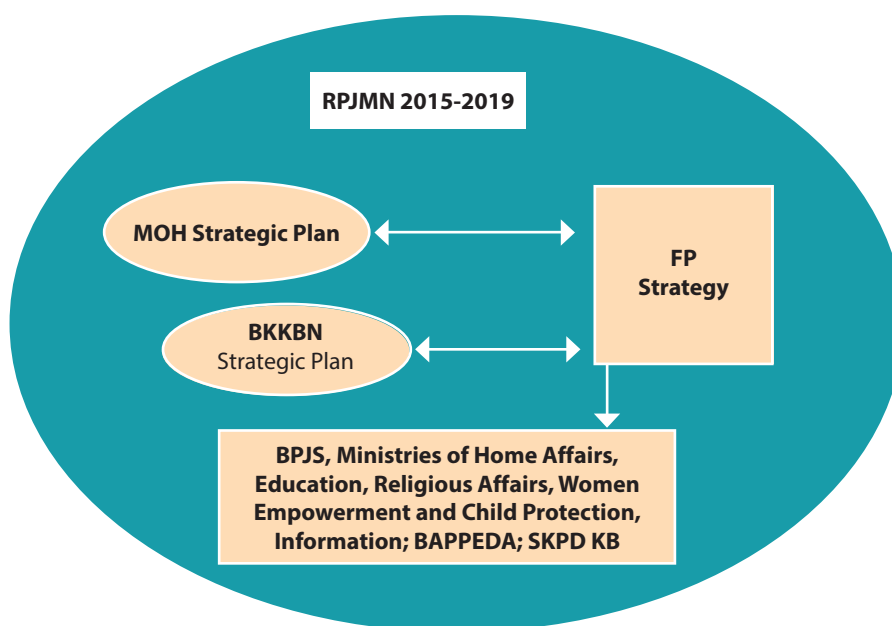 RPJMN 2015-2019
MOH Strategic Plan
FP
Strategy
BKKBN
Strategic Plan
BPJS, Ministries of Home Affairs,
Education, Religious Affairs, Women
Empowerment and Child Protection,
Information; BAPPEDA; SKPD KB